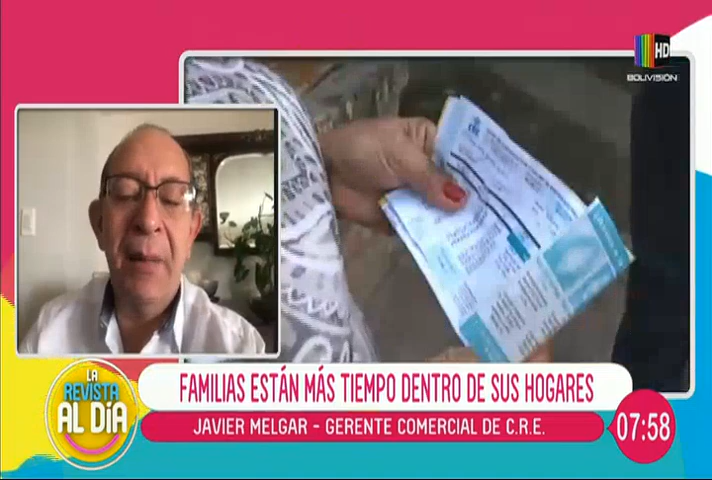 HD
BOLIVISIÓN
FAMILIAS ESTÁN MÁS TIEMPO DENTRO DE SUS HOGARES
LA
REVISTA
AL DÍA
JAVIER MELGAR - GERENTE COMERCIAL DE C.R.E.
07:58